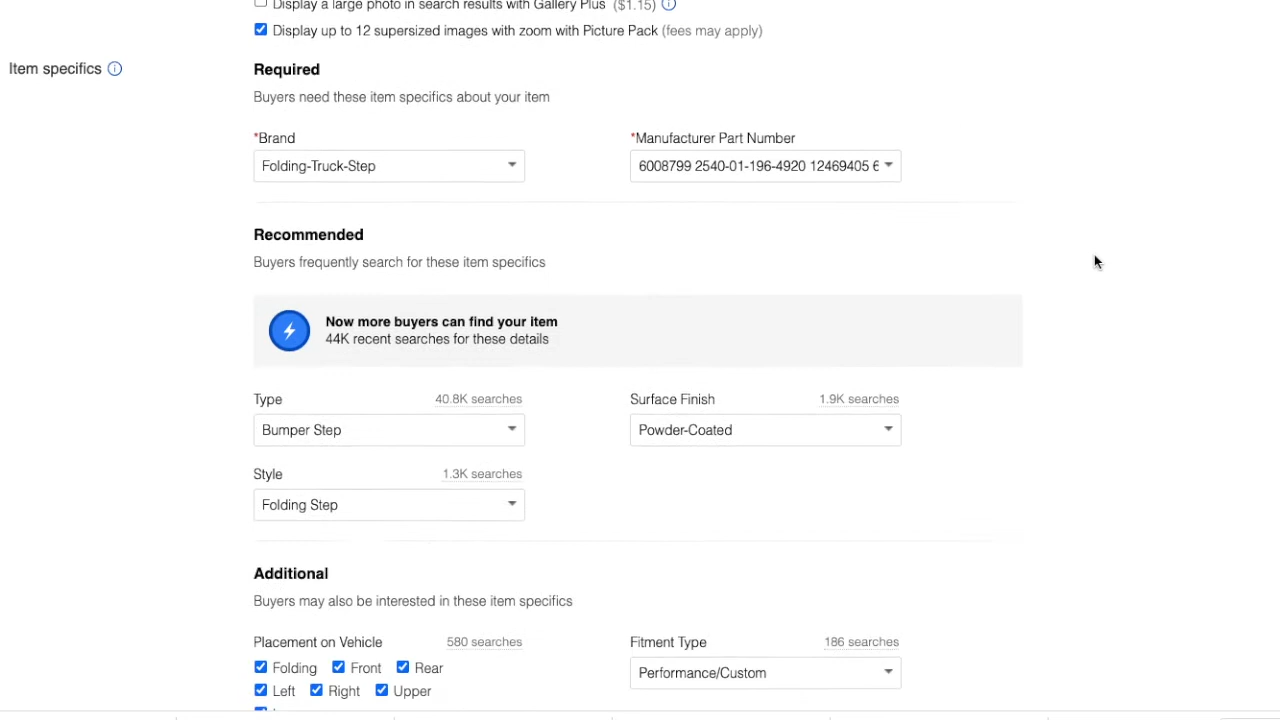 Display a large photo in search results with Gallery Plus ($1.15)
Display up to 12 supersized images with zoom with Picture Pack (fees may apply)
Item specifics
Required
Buyers need these item specifics about your item
*Brand *Manufacturer Part Number
Folding-Truck-Step 6008799 2540-01-196-4920 12469405 6
Recommended
Buyers frequently search for these item specifics
Now more buyers can find your item
44K recent searches for these details
Type 40.8K searches Surface Finish 1.9K searches
Bumper Step Powder-Coated
Style 1.3K searches
Folding Step
Additional
Buyers may also be interested in these item specifics
Placement on Vehicle 580 searches Fitment Type 186 searches
Folding Front Rear Performance/Custom
Left Right Upper